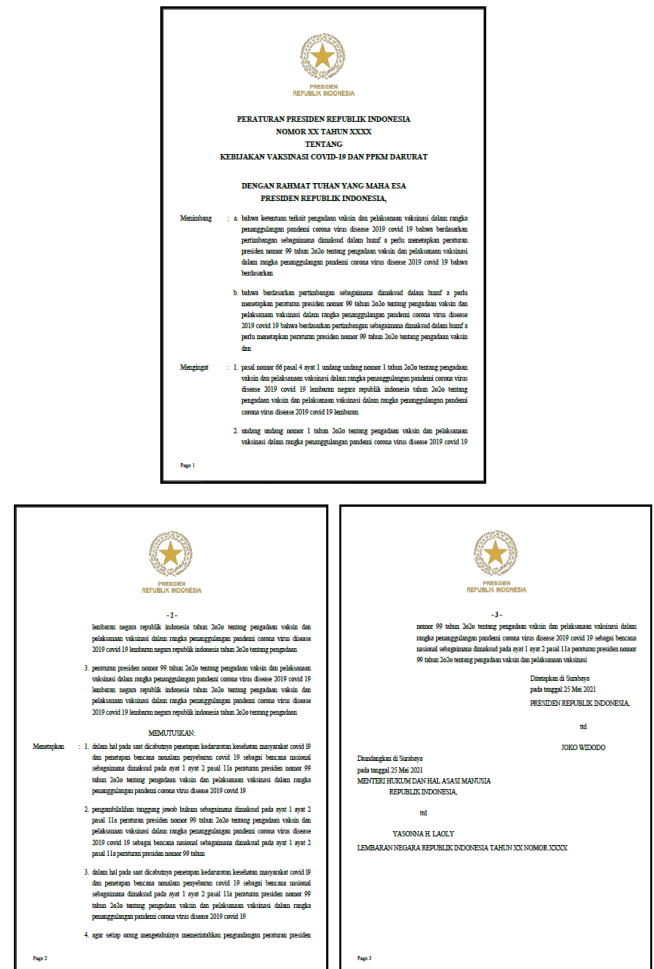 PRESIDEN
REPUBLIK INDONESIA
PERATURAN PRESIDEN REPUBLIK INDONESIA
NOMOR XX TAHUN XXXX
TENTANG
KEBIJAKAN VAKSINASI COVID-19 DAN PPKM DARURAT
DENGAN RAHMAT TUHAN YANG MAHA ESA
PRESIDEN REPUBLIK INDONESIA,
Menimbang : a. bahwa ketentuan terkait pengadaan vaksin dan pelaksanaan vaksinasi dalam rangka
penanggulangan pandemi corona virus disease 2019 covid 19 bahwa berdasarkan
pertimbangan sebagaimana dimaksud dalam huruf a perlu menetapkan peraturan
presiden nomor 99 tahun 2o2o tentang pengadaan vaksin dan pelaksanaan vaksinasi
dalam rangka penanggulangan pandemi corona virus disease 2019 covid 19 bahwa
berdasarkan
b. bahwa berdasarkan pertimbangan sebagaimana dimaksud dalam huruf a perlu
menetapkan peraturan presiden nomor 99 tahun 2o2o tentang pengadaan vaksin dan
pelaksanaan vaksinasi dalam rangka penanggulangan pandemi corona virus disease
2019 covid 19 bahwa berdasarkan pertimbangan sebagaimana dimaksud dalam huruf a
perlu menetapkan peraturan presiden nomor 99 tahun 2o2o tentang pengadaan vaksin
dan
Mengingat : 1. pasal nomor 66 pasal 4 ayat 1 undang undang nomor 1 tahun 2o2o tentang pengadaan
vaksin dan pelaksanaan vaksinasi dalam rangka penanggulangan pandemi corona virus
disease 2019 covid 19 lembaran negara republik indonesia tahun 2o2o tentang
pengadaan vaksin dan pelaksanaan vaksinasi dalam rangka penanggulangan pandemi
corona virus disease 2019 covid 19 lembaran
2. undang undang nomor 1 tahun 2o2o tentang pengadaan vaksin dan pelaksanaan
vaksinasi dalam rangka penanggulangan pandemi corona virus disease 2019 covid 19
Page 1
PRESIDEN
REPUBLIK INDONESIA
- 2 -
lembaran negara republik indonesia tahun 2o2o tentang pengadaan vaksin dan
pelaksanaan vaksinasi dalam rangka penanggulangan pandemi corona virus disease
2019 covid 19 lembaran negara republik indonesia tahun 2o2o tentang pengadaan
3. peraturan presiden nomor 99 tahun 2o2o tentang pengadaan vaksin dan pelaksanaan
vaksinasi dalam rangka penanggulangan pandemi corona virus disease 2019 covid 19
lembaran negara republik indonesia tahun 2o2o tentang pengadaan vaksin dan
pelaksanaan vaksinasi dalam rangka penanggulangan pandemi corona virus disease
2019 covid 19 lembaran negara republik indonesia tahun 2o2o tentang pengadaan
MEMUTUSKAN:
Menetapkan : 1. dalam hal pada saat dicabutnya penetapan kedaruratan kesehatan masyarakat covid l9
dan penetapan bencana nonalam penyebaran covid 19 sebagai bencana nasional
sebagaimana dimaksud pada ayat 1 ayat 2 pasal 11a peraturan presiden nomor 99
tahun 2o2o tentang pengadaan vaksin dan pelaksanaan vaksinasi dalam rangka
penanggulangan pandemi corona virus disease 2019 covid 19
2. pengambilalihan tanggung jawab hukum sebagaimana dimaksud pada ayat 1 ayat 2
pasal 11a peraturan presiden nomor 99 tahun 2o2o tentang pengadaan vaksin dan
pelaksanaan vaksinasi dalam rangka penanggulangan pandemi corona virus disease
2019 covid 19 sebagai bencana nasional sebagaimana dimaksud pada ayat 1 ayat 2
pasal 11a peraturan presiden nomor 99 tahun
3. dalam hal pada saat dicabutnya penetapan kedaruratan kesehatan masyarakat covid l9
dan penetapan bencana nonalam penyebaran covid 19 sebagai bencana nasional
sebagaimana dimaksud pada ayat 1 ayat 2 pasal 11a peraturan presiden nomor 99
tahun 2o2o tentang pengadaan vaksin dan pelaksanaan vaksinasi dalam rangka
penanggulangan pandemi corona virus disease 2019 covid 19
4. agar setiap orang mengetahuinya memerintahkan pengundangan peraturan presiden
Page 2
PRESIDEN
REPUBLIK INDONESIA
- 3 -
nomor 99 tahun 2o2o tentang pengadaan vaksin dan pelaksanaan vaksinasi dalam
rangka penanggulangan pandemi corona virus disease 2019 covid 19 sebagai bencana
nasional sebagaimana dimaksud pada ayat 1 ayat 2 pasal 11a peraturan presiden nomor
99 tahun 2o2o tentang pengadaan vaksin dan pelaksanaan vaksinasi
Ditetapkan di Surabaya
pada tanggal 25 Mei 2021
PRESIDEN REPUBLIK INDONESIA,
ttd
JOKO WIDODO
Diundangkan di Surabaya
pada tanggal 25 Mei 2021
MENTERI HUKUM DAN HAL ASASI MANUSIA
REPUBLIK INDONESIA,
ttd
YASONNA H. LAOLY
LEMBARAN NEGARA REPUBLIK INDONESIA TAHUN XX NOMOR XXXX
Page 3